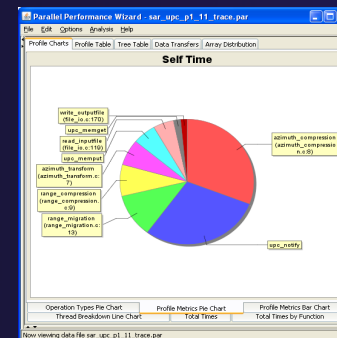 Parallel Performance Wizard - sar_upc_p1_11_trace.par
File Edit Options Analysis Help
Profile Charts Profile Table Tree Table Data Transfers Array Distribution
Self Time
write_outputfile
(file_io.c:170)
upc_memget
read_inputfile
(file_io.c:119)
upc_memput
azimuth_transform
(azimuth_transform.c:
7)
range_compression
(range_compression.
c:9)
range_migration
(range_migration.c:
13)
azimuth_compression
(azimuth_compressio
n.c:8)
upc_notify
Operation Types Pie Chart Profile Metrics Pie Chart Profile Metrics Bar Chart
Thread Breakdown Line Chart Total Times Total Times by Function
Now viewing data file sar_upc_p1_11_trace.par